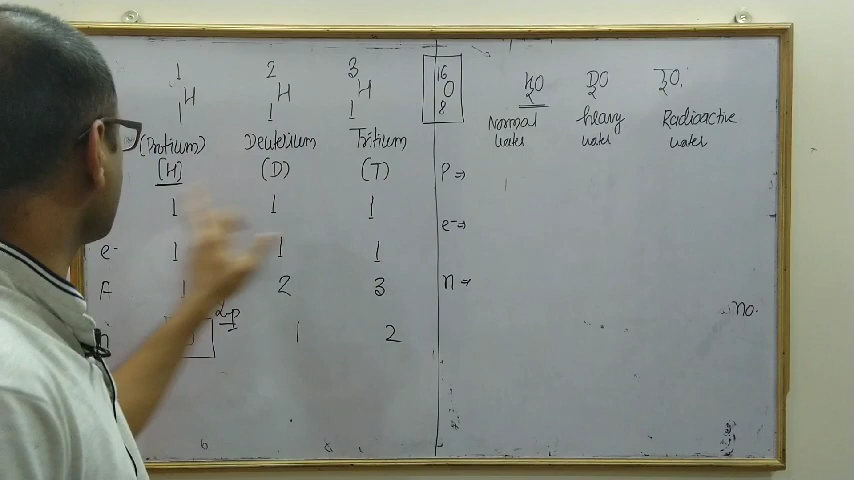 1 2 3
H H H
1 1 1
(Protium) Deuterium Tritium
(H) (D) (T)
1 1 1
e- 1 1 1
A 1 2 3
2-p
n 1 2
16
O
8
H2O D2O T2O.
Normal heavy Radioactive
water water water
P ⇒
e- ⇒
n ⇒
no.